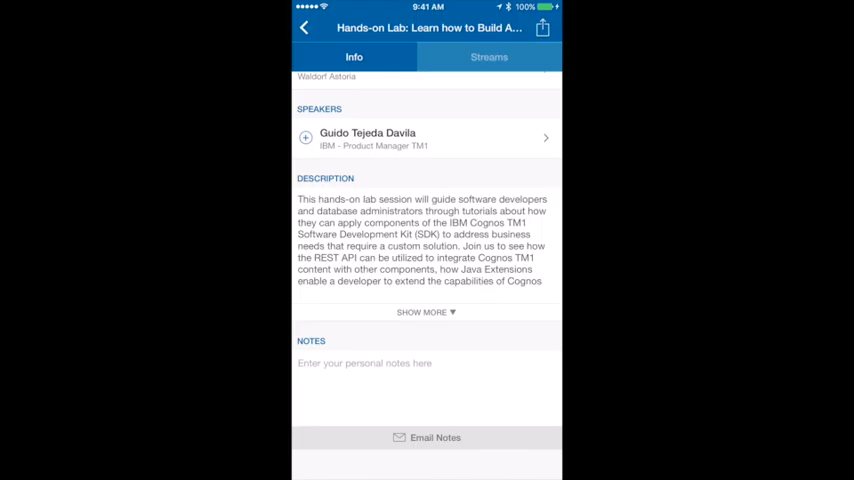 9:41 AM
100%
Hands-on Lab: Learn how to Build A...
Info
Streams
Waldorf Astoria
SPEAKERS
Guido Tejeda Davila
IBM - Product Manager TM1
DESCRIPTION
This hands-on lab session will guide software developers
and database administrators through tutorials about how
they can apply components of the IBM Cognos TM1
Software Development Kit (SDK) to address business
needs that require a custom solution. Join us to see how
the REST API can be utilized to integrate Cognos TM1
content with other components, how Java Extensions
enable a developer to extend the capabilities of Cognos
SHOW MORE ▼
NOTES
Enter your personal notes here
Email Notes